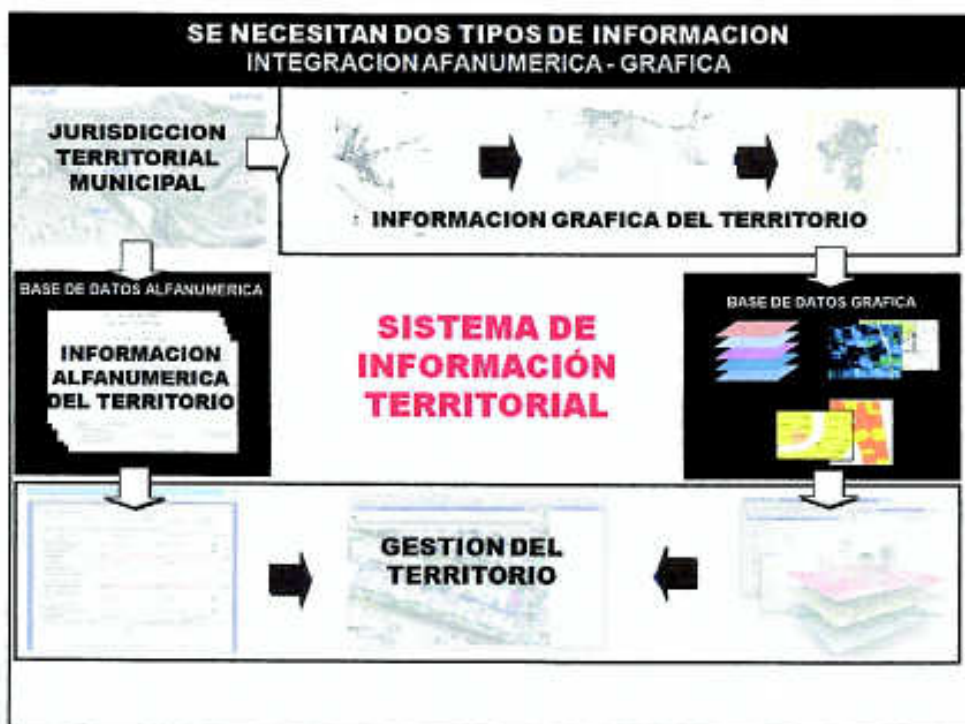 SE NECESITAN DOS TIPOS DE INFORMACION
INTEGRACION AFANUMERICA - GRAFICA
JURISDICCION
TERRITORIAL
MUNICIPAL
INFORMACION GRAFICA DEL TERRITORIO
BASE DE DATOS ALFANUMERICA
INFORMACION
ALFANUMERICA
DEL TERRITORIO
SISTEMA DE
INFORMACIÓN
TERRITORIAL
BASE DE DATOS GRAFICA
GESTION DEL
TERRITORIO